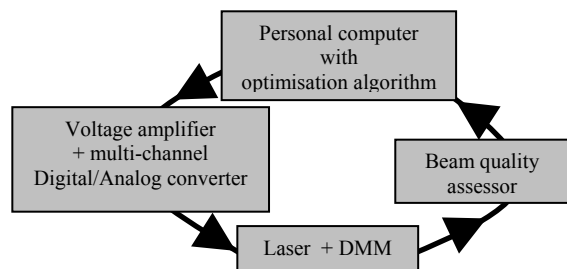 Personal computer
with
optimisation algorithm
Voltage amplifier
+ multi-channel
Digital/Analog converter
Beam quality
assessor
Laser + DMM